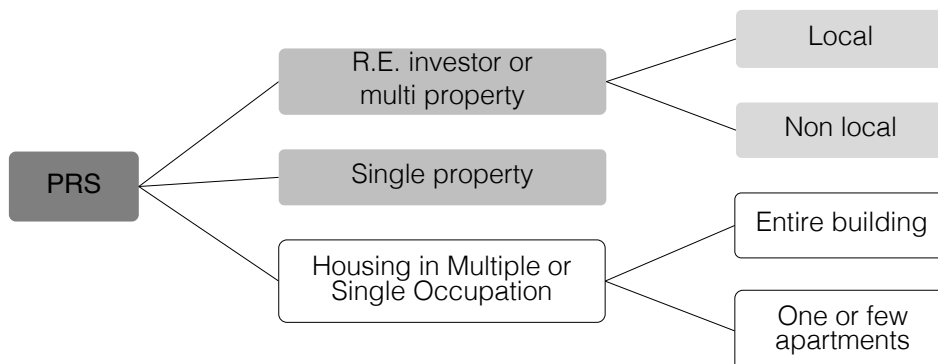 PRS
R.E. investor or
multi property
Local
Non local
Single property
Housing in Multiple or
Single Occupation
Entire building
One or few
apartments